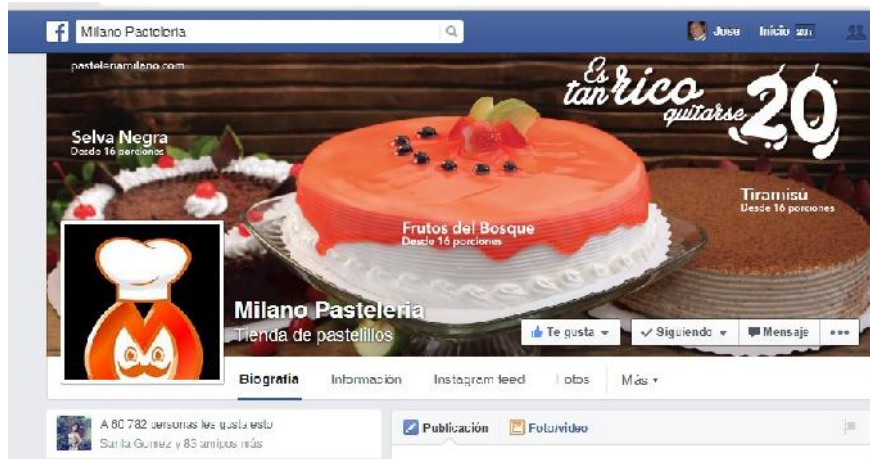 Milano Pasteleria
Jose Inicio
pasteleriamilano.com
Es
tan rico
quitarse
20
Selva Negra
Desde 16 porciones
Frutos del Bosque
Desde 16 porciones
Tiramisú
Desde 16 porciones
Milano Pasteleria
Tienda de pastelillos
Te gusta Siguiendo Mensaje
Biografía Información Instagram feed Fotos Más
A 60 782 personas les gusta esto
Sarita Gomez y 83 amigos más
Publicación Foto/video